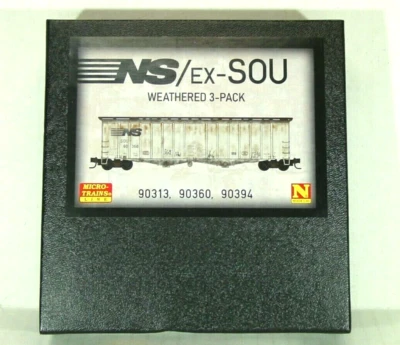 NS/EX-SOU
WEATHERED 3-PACK
NS
MICRO-
TRAINS®
LINE
90313, 90360, 90394
N